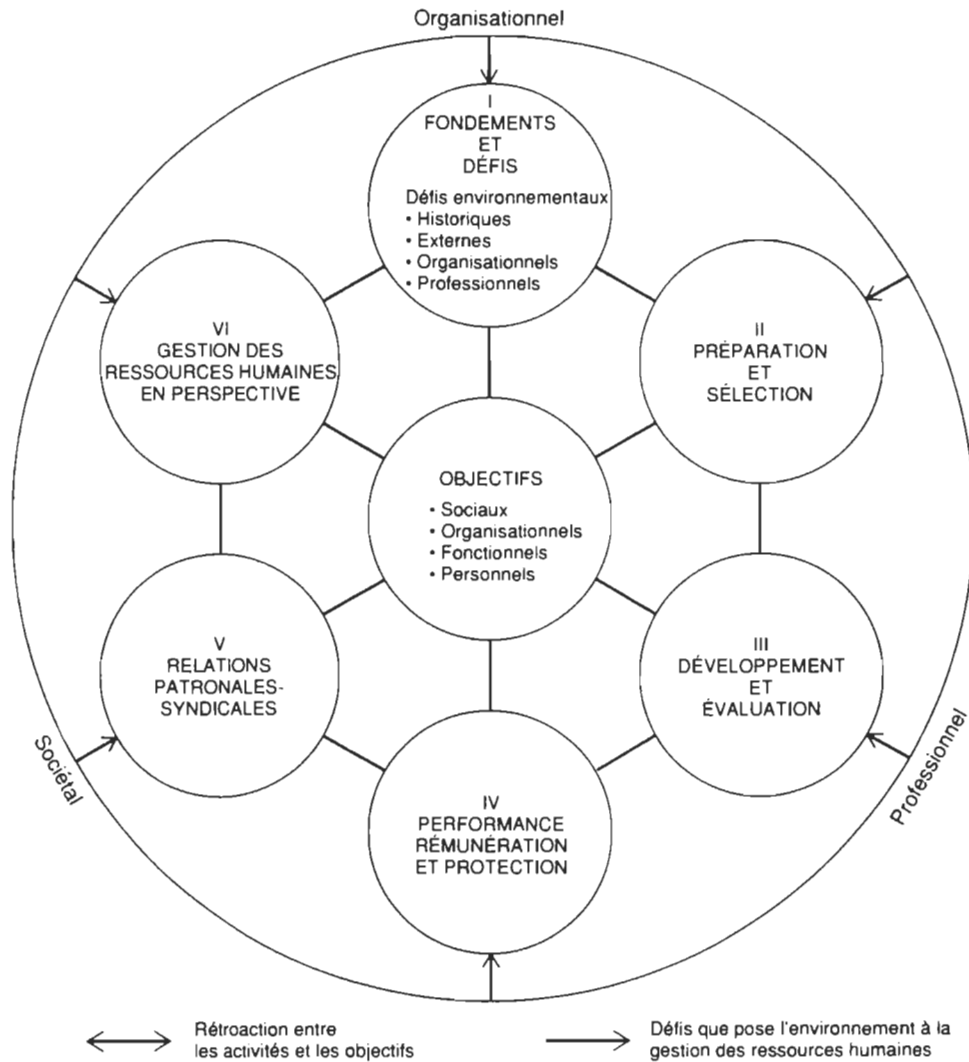 Organisationnel
I
FONDEMENTS
ET
DÉFIS
Défis environnementaux
• Historiques
• Externes
• Organisationnels
• Professionnels
VI
GESTION DES
RESSOURCES HUMAINES
EN PERSPECTIVE
II
PRÉPARATION
ET
SÉLECTION
OBJECTIFS
• Sociaux
• Organisationnels
• Fonctionnels
• Personnels
V
RELATIONS
PATRONALES-
SYNDICALES
III
DÉVELOPPEMENT
ET
ÉVALUATION
Sociétal
Professionnel
IV
PERFORMANCE
RÉMUNÉRATION
ET PROTECTION
Rétroaction entre
les activités et les objectifs
Défis que pose l'environnement à la
gestion des ressources humaines